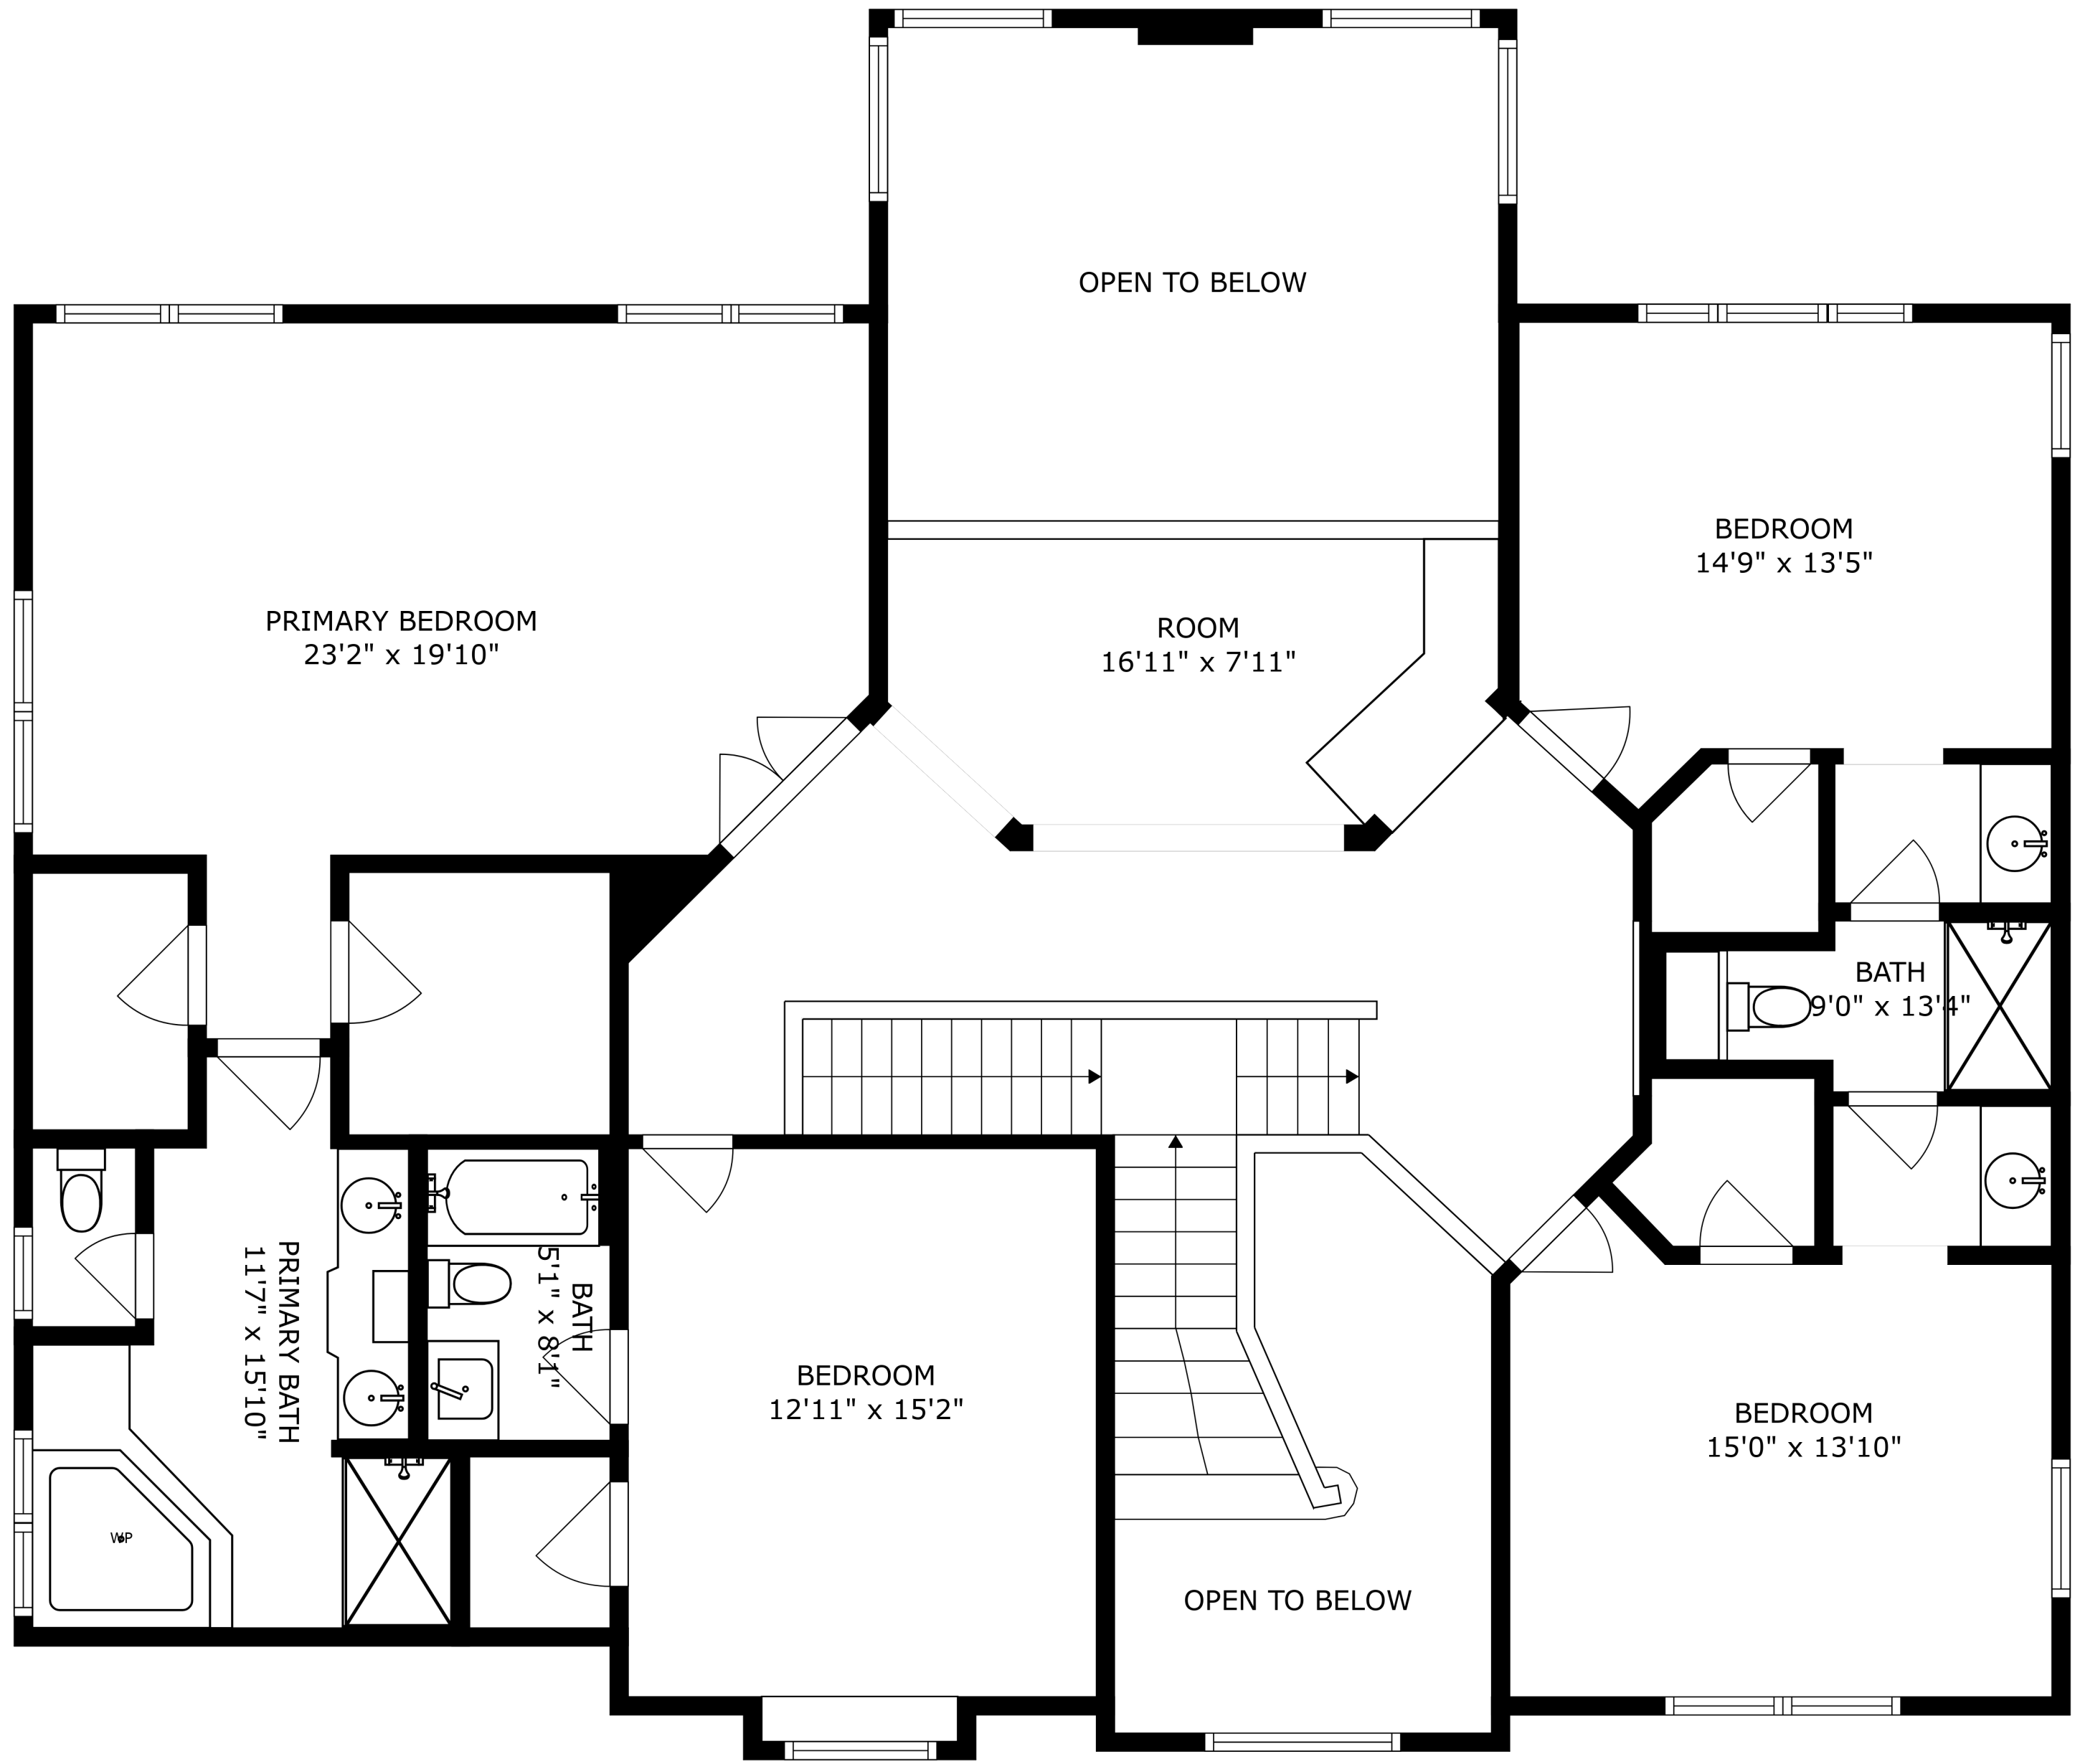 OPEN TO BELOW
BEDROOM
14'9" x 13'5"
PRIMARY BEDROOM
23'2" x 19'10"
ROOM
16'11" x 7'11"
BATH
9'0" x 13'4"
PRIMARY BATH
11'7" x 15'10"
BATH
5'1" x 8'1"
BEDROOM
12'11" x 15'2"
BEDROOM
15'0" x 13'10"
WP
OPEN TO BELOW